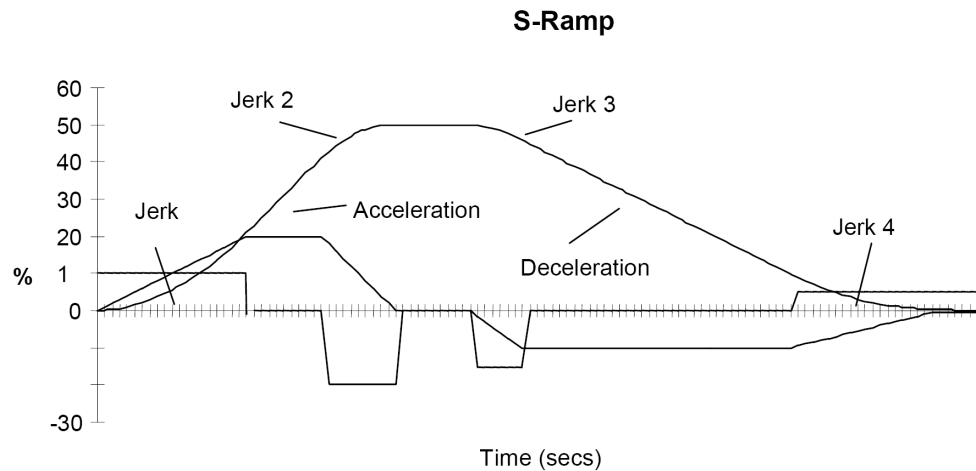 S-Ramp
60
Jerk 2
Jerk 3
50
40
30
Jerk
Acceleration
20
Jerk 4
%
1
Deceleration
0
-30
Time (secs)